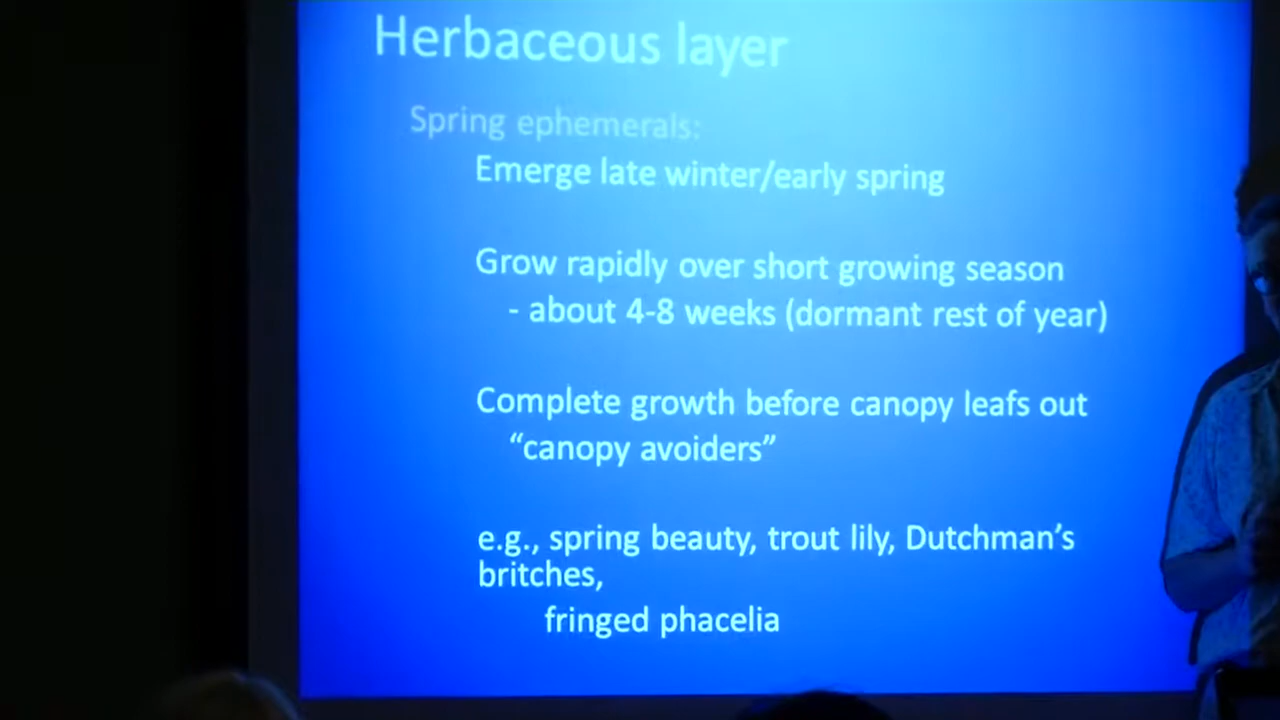 Herbaceous layer
Spring ephemerals:
Emerge late winter/early spring
Grow rapidly over short growing season
- about 4-8 weeks (dormant rest of year)
Complete growth before canopy leafs out
“canopy avoiders”
e.g., spring beauty, trout lily, Dutchman’s
britches,
fringed phacelia